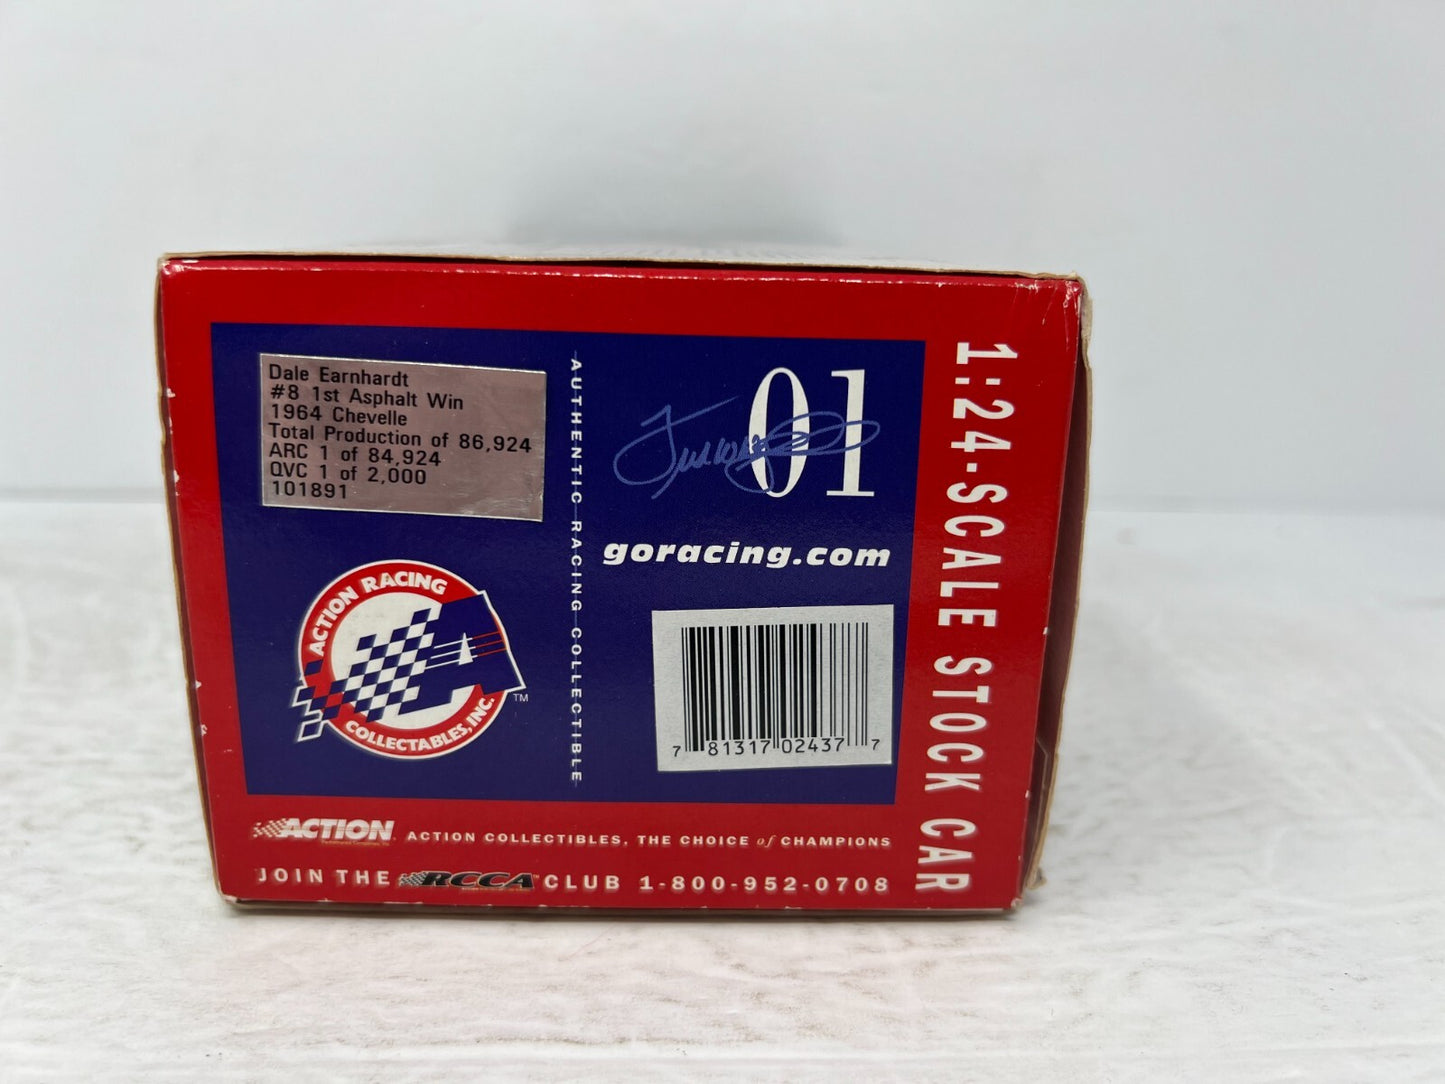 Dale Earnhardt
#8 1st Asphalt Win
1964 Chevelle
Total Production of 86,924
ARC 1 of 84,924
QVC 1 of 2,000
101891
AUTHENTIC RACING COLLECTIBLE
01
goracing.com
7 81317 02437 7
ACTION RACING
COLLECTABLES, INC.
TM
1:24-SCALE STOCK CAR
ACTION ACTION COLLECTIBLES, THE CHOICE of CHAMPIONS
JOIN THE RCCA CLUB 1-800-952-0708